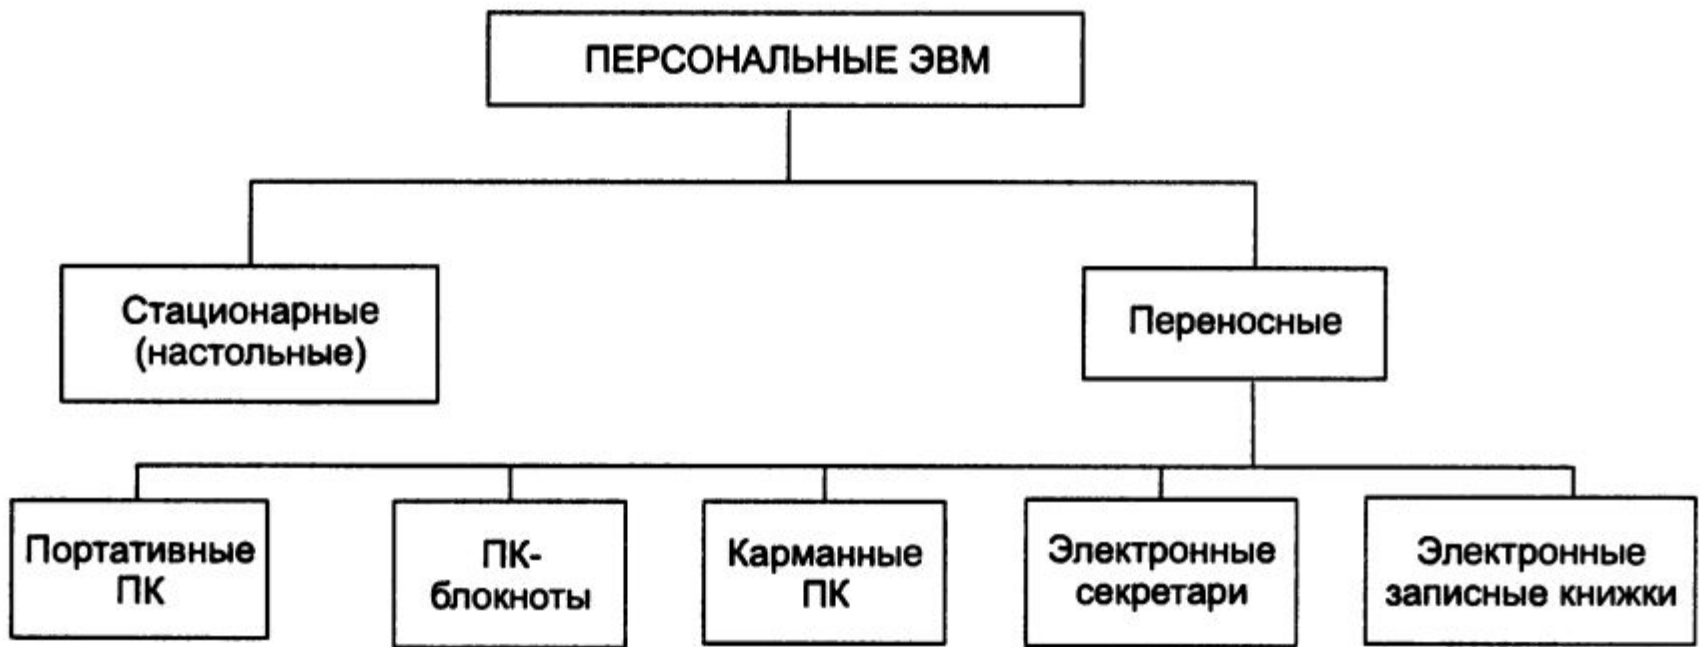 ПЕРСОНАЛЬНЫЕ ЭВМ
Стационарные
(настольные)
Переносные
Портативные
ПК
ПК-
блокноты
Карманные
ПК
Электронные
секретари
Электронные
записные книжки